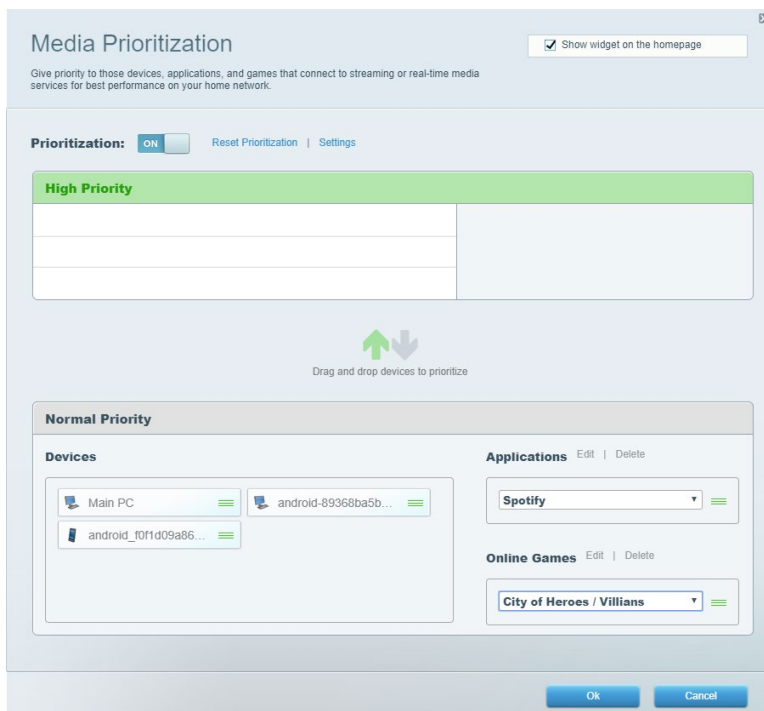 Media Prioritization
Show widget on the homepage
Give priority to those devices, applications, and games that connect to streaming or real-time media
services for best performance on your home network.
Prioritization: ON Reset Prioritization | Settings
High Priority
Drag and drop devices to prioritize
Normal Priority
Devices
Main PC
android-89368ba5b...
android_f0f1d09a86...
Applications Edit | Delete
Spotify
Online Games Edit | Delete
City of Heroes / Villians
Ok
Cancel